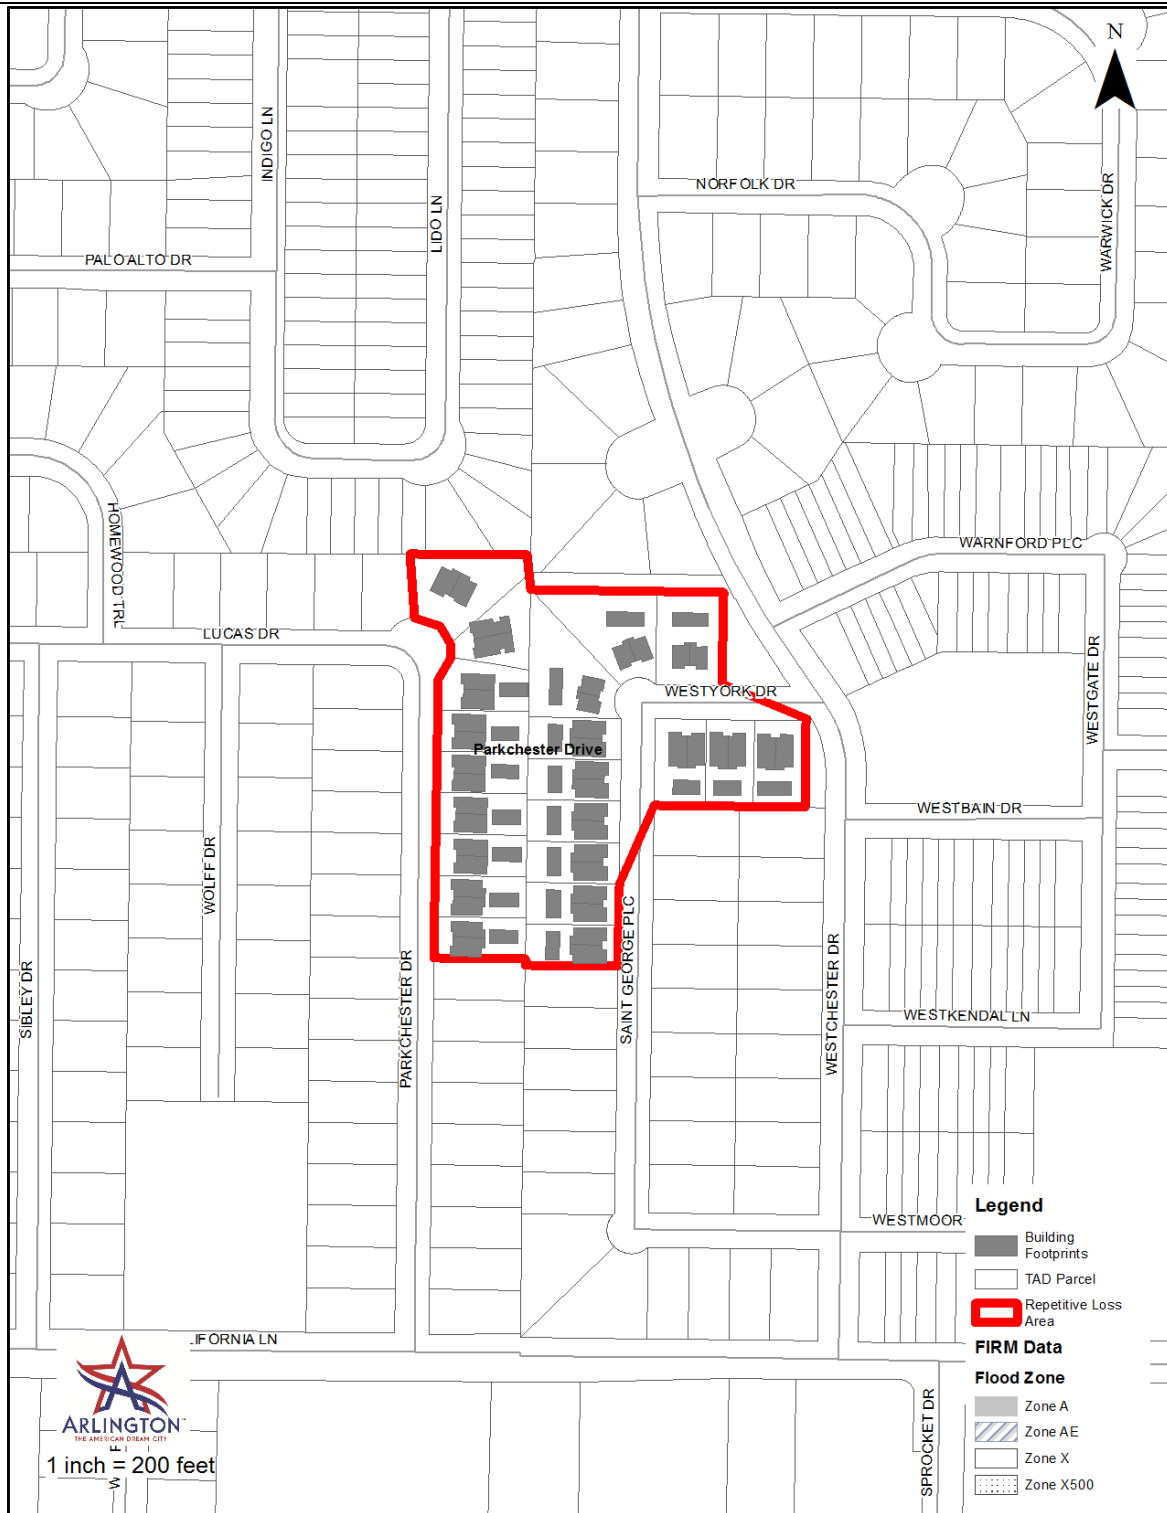 N
INDIGO LN
LIDO LN
NORFOLK DR
WARWICK DR
PALO ALTO DR
HOMEWOOD TRL
WARNFORD PLC
LUCAS DR
WESTGATE DR
WESTYORK DR
Parkchester Drive
WESTBAIN DR
WOLFF DR
SAINT GEORGE PLC
SIBLEY DR
PARKCHESTER DR
WESTCHESTER DR
WESTKENDAL LN
WESTMOOR
LIFORNIA LN
SPROCKET DR
Legend
Building
Footprints
TAD Parcel
Repetitive Loss
Area
FIRM Data
Flood Zone
Zone A
Zone AE
Zone X
Zone X500
ARLINGTON
THE AMERICAN DREAM CITY
W F
1 inch = 200 feet